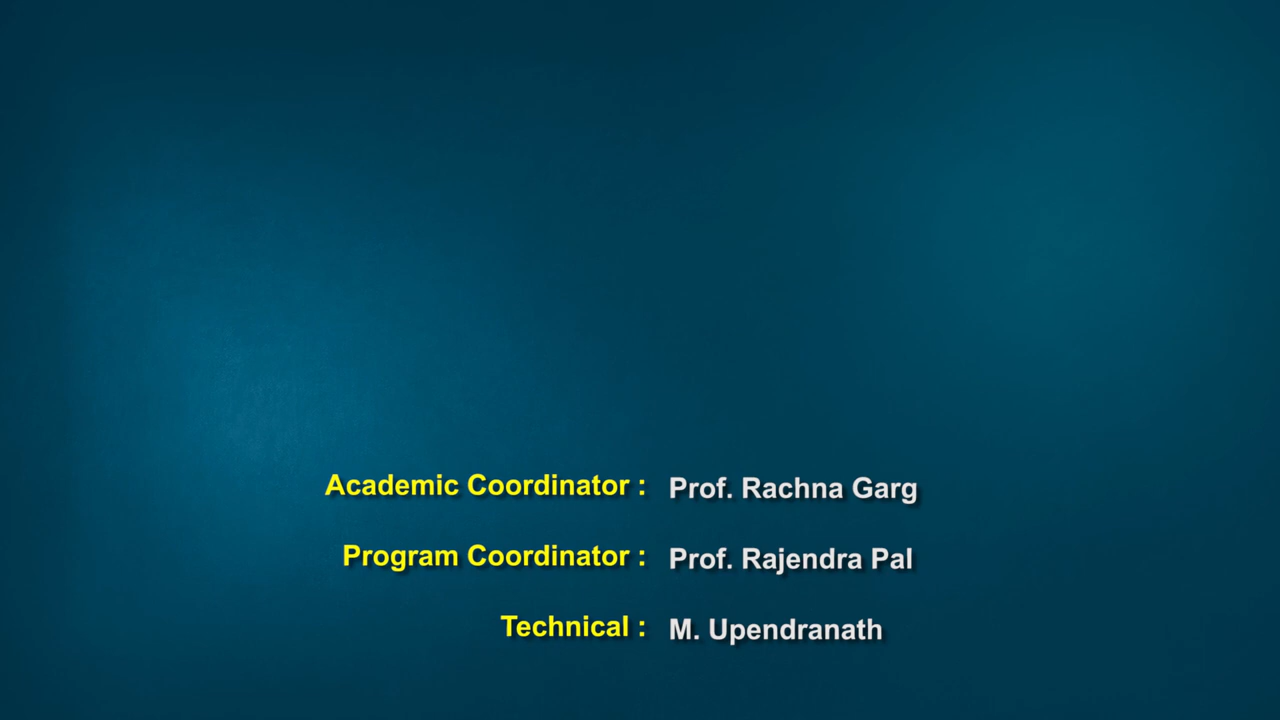 Academic Coordinator : Prof. Rachna Garg
Program Coordinator : Prof. Rajendra Pal
Technical : M. Upendranath